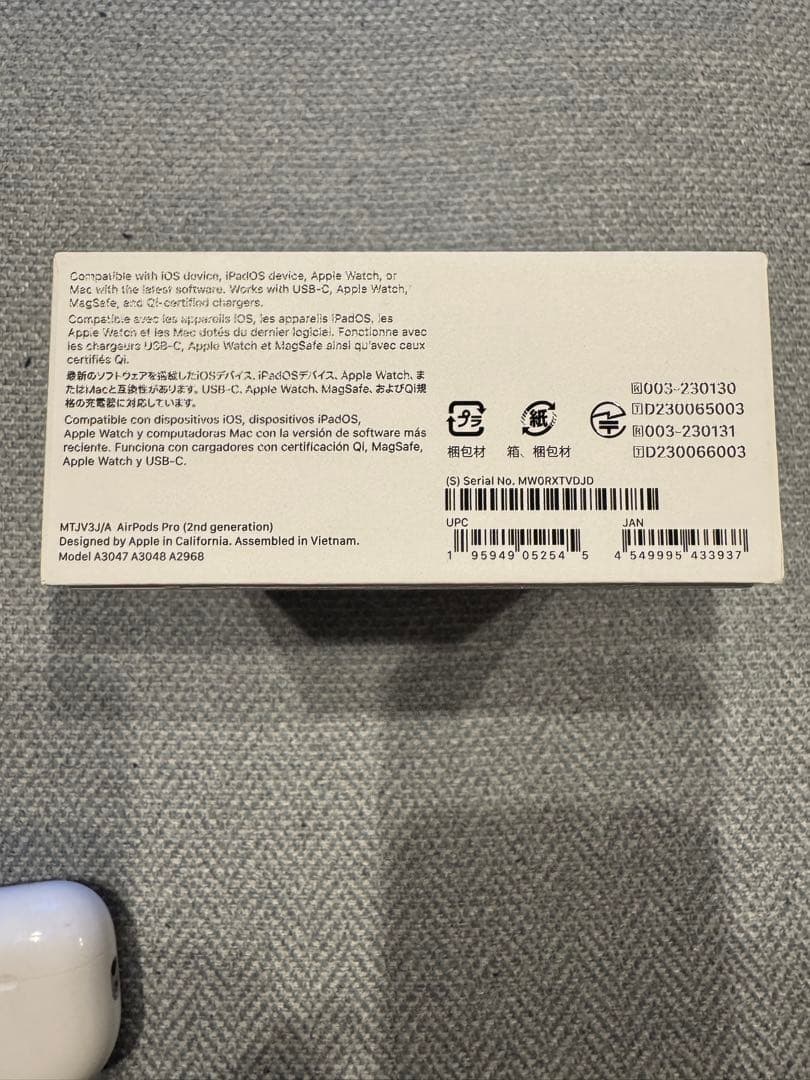 Compatible with iOS device, iPadOS device, Apple Watch, or
Mac with the latest software. Works with USB-C, Apple Watch,
MagSafe, and Qi-certified chargers.
Compatible avec les appareils iOS, les appareils iPadOS, les
Apple Watch et les Mac dotés du dernier logiciel. Fonctionne avec
les chargeurs USB-C, Apple Watch et MagSafe ainsi qu'avec ceux
certifiés Qi.
最新のソフトウェアを搭載したiOSデバイス、iPadOSデバイス、Apple Watch、ま
たはMacと互換性があります。USB-C、Apple Watch、MagSafe、およびQi規
格の充電器に対応しています。
Compatible con dispositivos iOS, dispositivos iPadOS,
Apple Watch y computadoras Mac con la versión de software más
reciente. Funciona con cargadores con certificación Qi, MagSafe,
Apple Watch y USB-C.
MTJV3J/A AirPods Pro (2nd generation)
Designed by Apple in California. Assembled in Vietnam.
Model A3047 A3048 A2968
プラ
梱包材
紙
箱、梱包材
R 003-230130
T D230065003
R 003-230131
T D230066003
(S) Serial No. MW0RXTVDJD
UPC
1 95949 05254 5
JAN
4 549995 433937